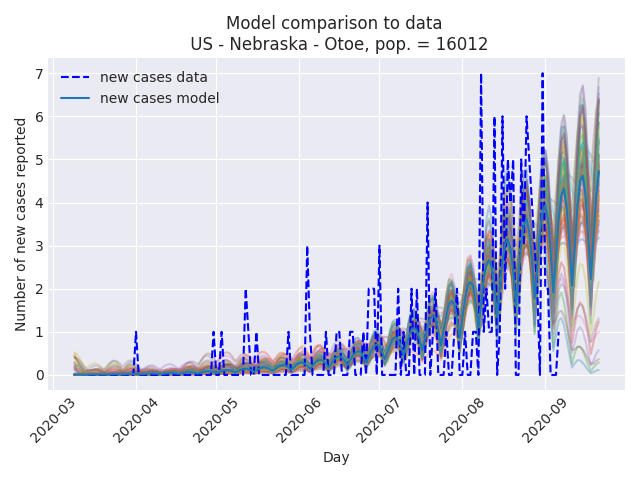 Model comparison to data
US - Nebraska - Otoe, pop. = 16012
new cases data
new cases model
Number of new cases reported
7
6
5
4
3
2
1
0
2020-03
2020-04
2020-05
2020-06
2020-07
2020-08
2020-09
Day